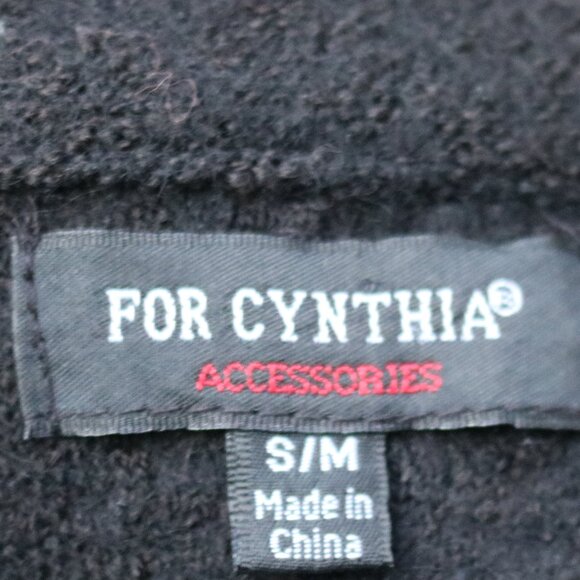 FOR CYNTHIA®
ACCESSORIES
S/M
Made in
China